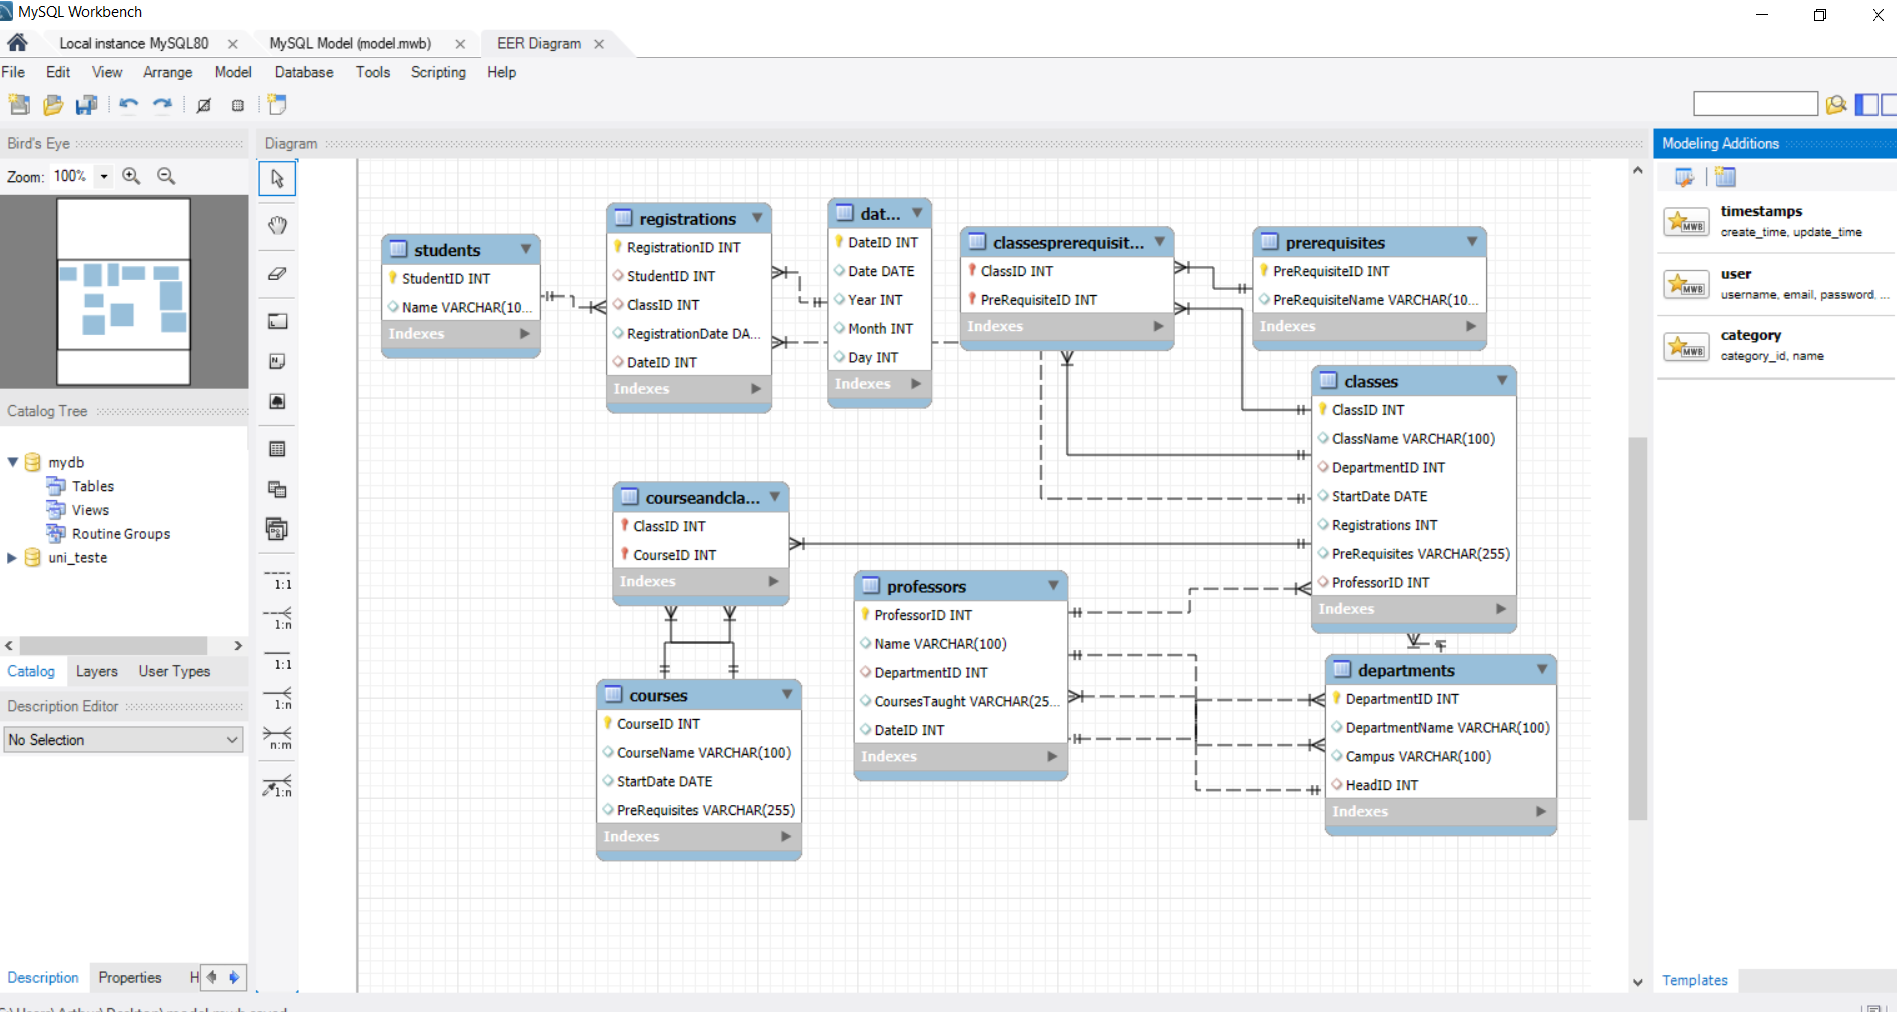 MySQL Workbench
Local instance MySQL80
MySQL Model (model.mwb)
EER Diagram
File Edit View Arrange Model Database Tools Scripting Help
Bird's Eye
Zoom: 100%
Catalog Tree
mydb
Tables
Views
Routine Groups
uni_teste
Catalog Layers User Types
Description Editor
No Selection
Description Properties H
Diagram
1:1
1:n
1:1
1:n
n:m
1:n
students
StudentID INT
Name VARCHAR(10...
Indexes
registrations
RegistrationID INT
StudentID INT
ClassID INT
RegistrationDate DA...
DateID INT
Indexes
dat...
DateID INT
Date DATE
Year INT
Month INT
Day INT
Indexes
classesprerequisit...
ClassID INT
PreRequisiteID INT
Indexes
prerequisites
PreRequisiteID INT
PreRequisiteName VARCHAR(10...
Indexes
classes
ClassID INT
ClassName VARCHAR(100)
DepartmentID INT
StartDate DATE
Registrations INT
PreRequisites VARCHAR(255)
ProfessorID INT
Indexes
courseandcla...
ClassID INT
CourseID INT
Indexes
professors
ProfessorID INT
Name VARCHAR(100)
DepartmentID INT
CoursesTaught VARCHAR(25...
DateID INT
Indexes
courses
CourseID INT
CourseName VARCHAR(100)
StartDate DATE
PreRequisites VARCHAR(255)
Indexes
departments
DepartmentID INT
DepartmentName VARCHAR(100)
Campus VARCHAR(100)
HeadID INT
Indexes
Modeling Additions
MWB
timestamps
create_time, update_time
MWB
user
username, email, password, ...
MWB
category
category_id, name
Templates